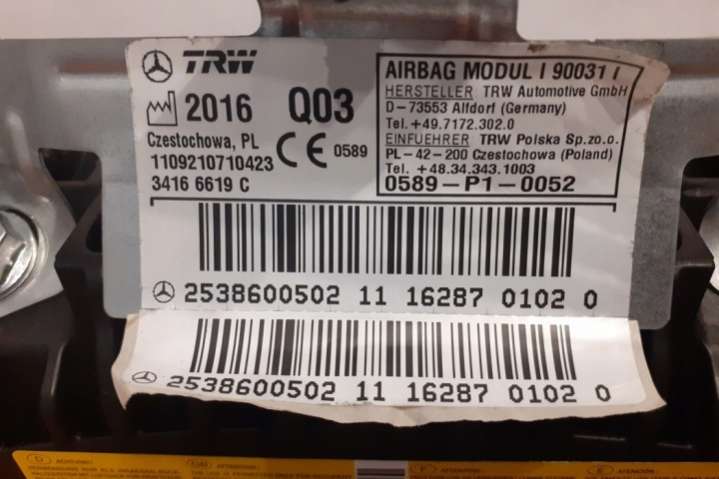 TRW
2016 Q03
Czestochowa, PL
1109210710423
3416 6619 C
CE 0589
AIRBAG MODUL I 90031 I
HERSTELLER TRW Automotive GmbH
D-73553 Alfdorf (Germany)
Tel. +49.7172.302.0
EINFUEHRER TRW Polska Sp.zo.o.
PL-42-200 Czestochowa (Poland)
Tel. +48.34.343.1003
0589-P1-0052
2538600502 11 16287 0102 0
2538600502 11 16287 0102 0
D ACHTUNG!